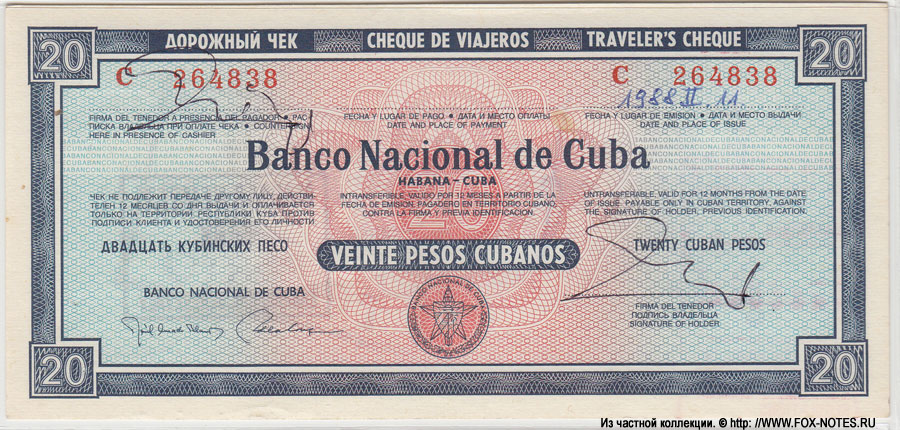 20 ДОРОЖНЫЙ ЧЕК CHEQUE DE VIAJEROS TRAVELER'S CHEQUE 20
C 264838 C 264838
1988.II.11
FIRMA DEL TENEDOR A PRESENCIA DEL PAGADOR • РАС-
ПИСКА ВЛАДЕЛЬЦА ПРИ ОПЛАТЕ ЧЕКА • COUNTERSIGN
HERE IN PRESENCE OF CASHIER
FECHA Y LUGAR DE PAGO • ДАТА И МЕСТО ОПЛАТЫ
DATE AND PLACE OF PAYMENT
FECHA Y LUGAR DE EMISION • ДАТА И МЕСТО ВЫДАЧИ
DATE AND PLACE OF ISSUE
Banco Nacional de Cuba
HABANA - CUBA
ЧЕК НЕ ПОДЛЕЖИТ ПЕРЕДАЧЕ ДРУГОМУ ЛИЦУ, ДЕЙСТВИ-
ТЕЛЕН 12 МЕСЯЦЕВ СО ДНЯ ВЫДАЧИ И ОПЛАЧИВАЕТСЯ
ТОЛЬКО НА ТЕРРИТОРИИ РЕСПУБЛИКИ КУБА ПРОТИВ
ПОДПИСИ КЛИЕНТА И УДОСТОВЕРЕНИЯ ЕГО ЛИЧНОСТИ
INTRANSFERIBLE, VALIDO POR 12 MESES A PARTIR DE LA
FECHA DE EMISION, PAGADERO EN TERRITORIO CUBANO,
CONTRA LA FIRMA Y PREVIA IDENTIFICACION.
UNTRANSFERABLE, VALID FOR 12 MONTHS FROM THE DATE
OF ISSUE. PAYABLE ONLY IN CUBAN TERRITORY, AGAINST
THE SIGNATURE OF HOLDER, PREVIOUS IDENTIFICATION.
20
ДВАДЦАТЬ КУБИНСКИХ ПЕСО
VEINTE PESOS CUBANOS
TWENTY CUBAN PESOS
BANCO NACIONAL DE CUBA
FIRMA DEL TENEDOR
ПОДПИСЬ ВЛАДЕЛЬЦА
SIGNATURE OF HOLDER
20 20
Из частной коллекции. © http: //WWW.FOX-NOTES.RU